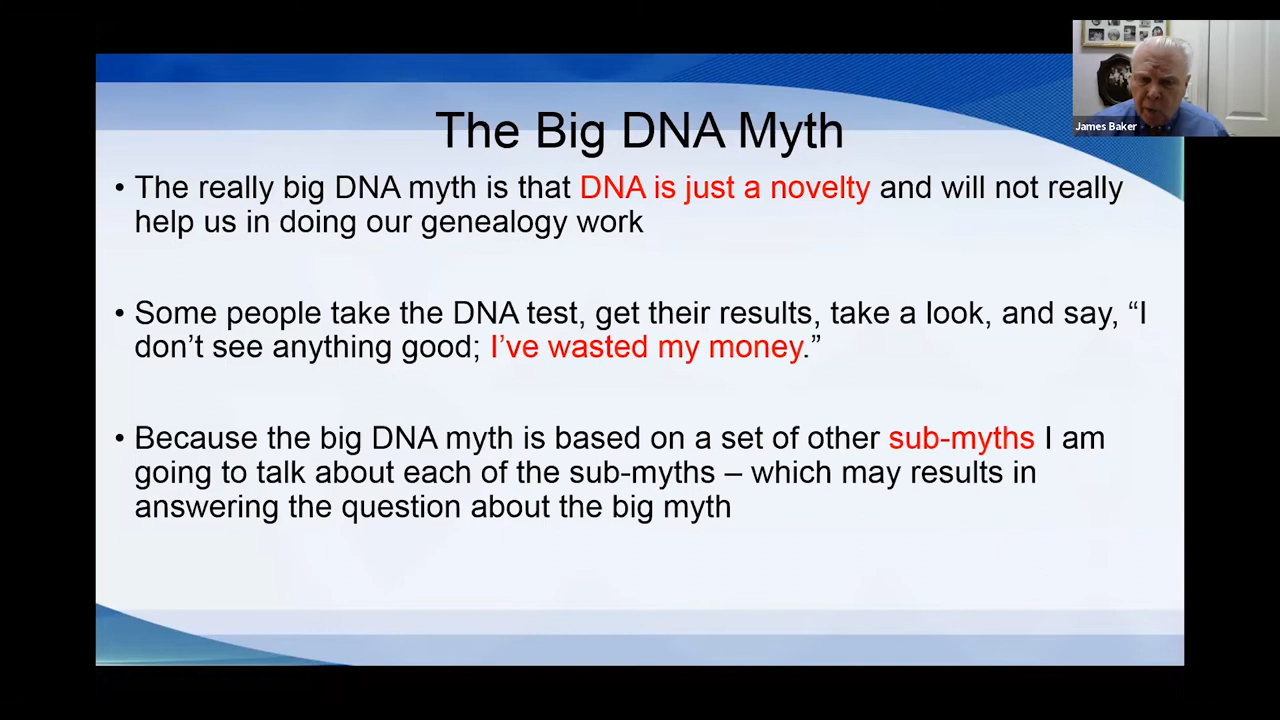 The Big DNA Myth
• The really big DNA myth is that DNA is just a novelty and will not really
help us in doing our genealogy work
• Some people take the DNA test, get their results, take a look, and say, “I
don’t see anything good; I’ve wasted my money.”
• Because the big DNA myth is based on a set of other sub-myths I am
going to talk about each of the sub-myths – which may results in
answering the question about the big myth
James Baker